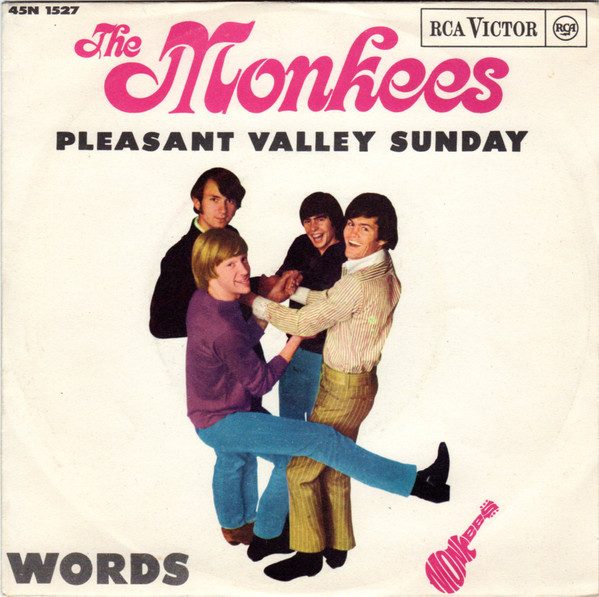 45N 1527
The Monkees
RCA VICTOR
RCA
PLEASANT VALLEY SUNDAY
WORDS
MONKEES